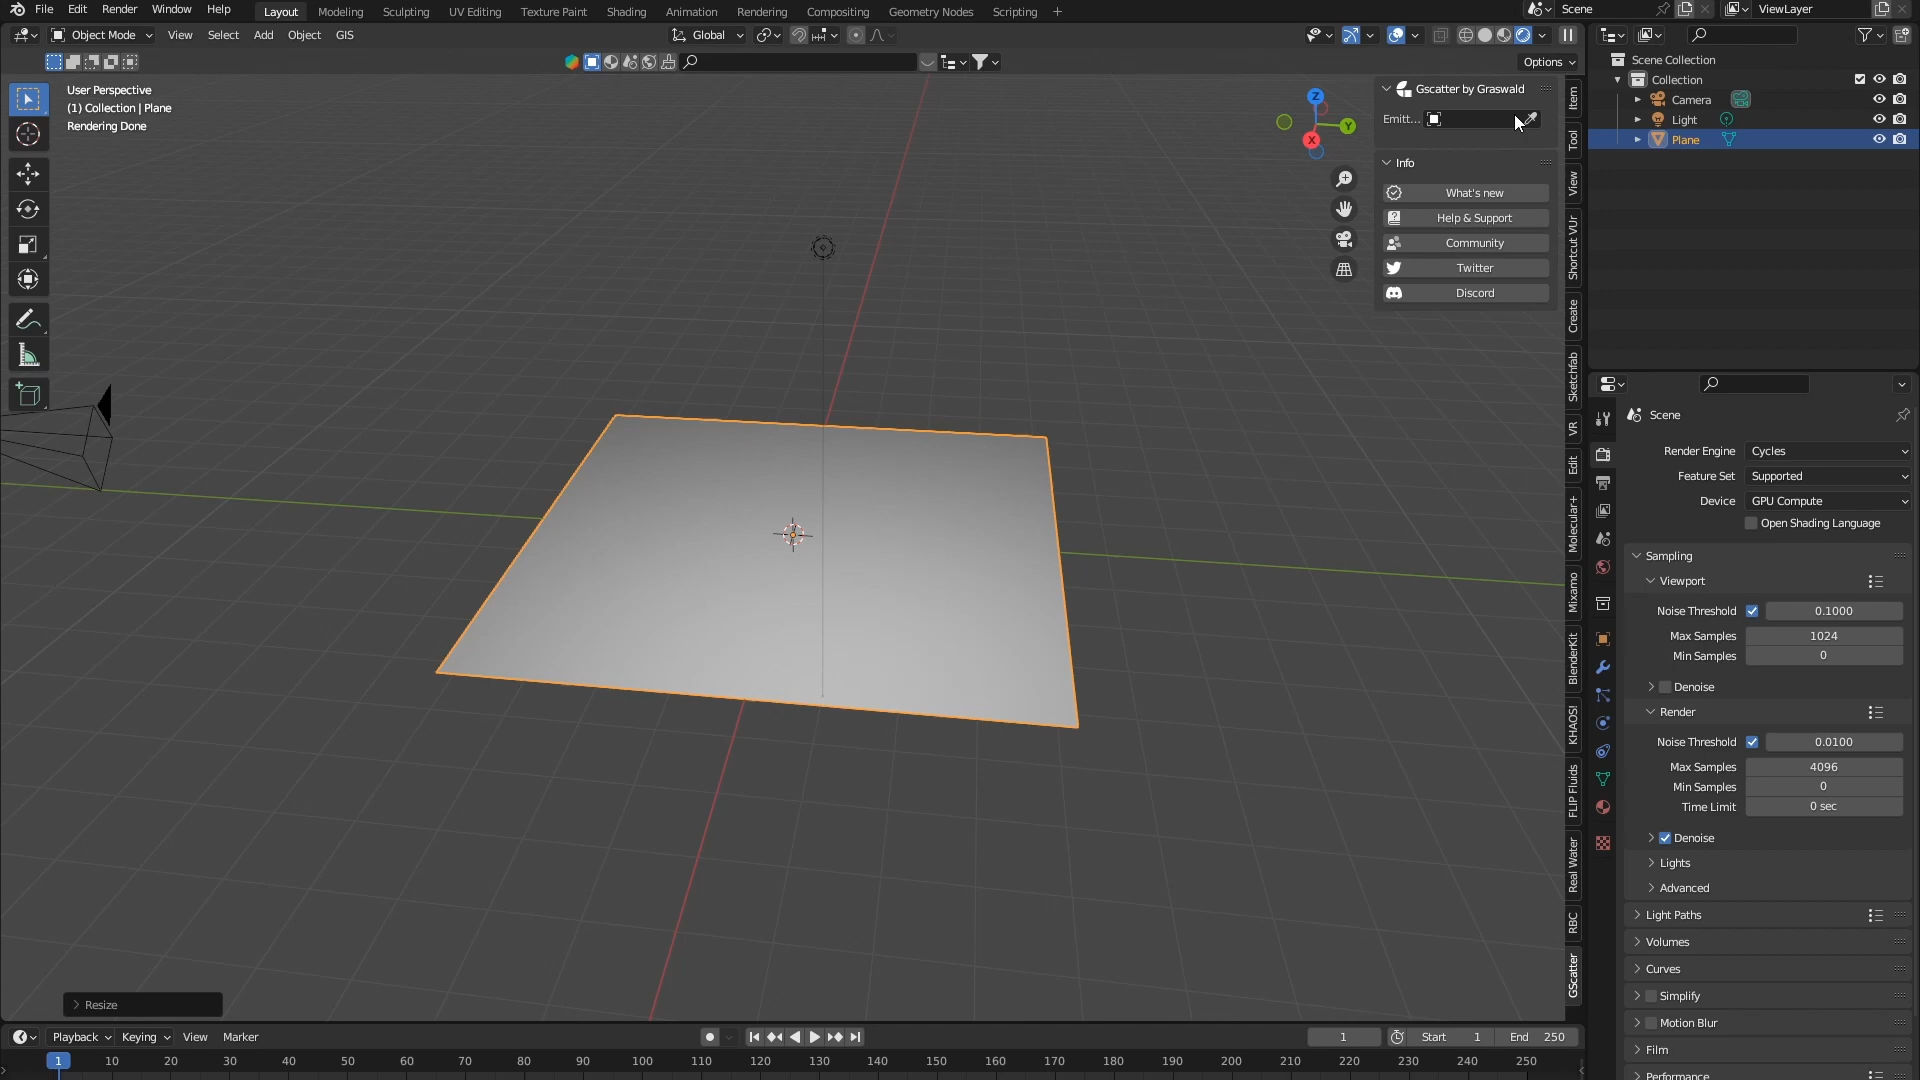 File Edit Render Window Help Layout Modeling Sculpting UV Editing Texture Paint Shading Animation Rendering Compositing Geometry Nodes Scripting + Scene ViewLayer
Object Mode View Select Add Object GIS Global
Options
User Perspective
(1) Collection | Plane
Rendering Done
Gscatter by Graswald
Emitt...
Info
What's new
Help & Support
Community
Twitter
Discord
Z
Y
X
Item
Tool
View
Shortcut VUr
Create
Sketchfab
VR
Edit
Molecular+
Mixamo
BlenderKit
KHAOS!
FLIP Fluids
Real Water
RBC
GScatter
Scene Collection
Collection
Camera
Light
Plane
Scene
Render Engine Cycles
Feature Set Supported
Device GPU Compute
Open Shading Language
Sampling
Viewport
Noise Threshold 0.1000
Max Samples 1024
Min Samples 0
Denoise
Render
Noise Threshold 0.0100
Max Samples 4096
Min Samples 0
Time Limit 0 sec
Denoise
Lights
Advanced
Light Paths
Volumes
Curves
Simplify
Motion Blur
Film
Performance
Resize
Playback Keying View Marker 1 Start 1 End 250
1 10 20 30 40 50 60 70 80 90 100 110 120 130 140 150 160 170 180 190 200 210 220 230 240 250